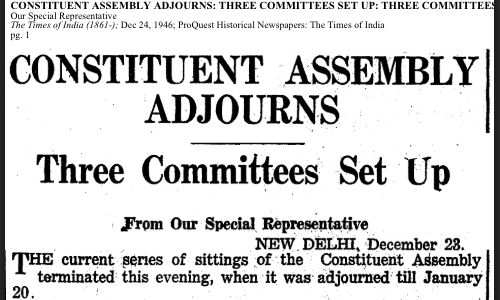 CONSTITUENT ASSEMBLY ADJOURNS: THREE COMMITTEES SET UP: THREE COMMITTEES
Our Special Representative
The Times of India (1861-); Dec 24, 1946; ProQuest Historical Newspapers: The Times of India
pg. 1
CONSTITUENT ASSEMBLY
ADJOURNS
Three Committees Set Up
From Our Special Representative
NEW DELHI, December 23.
THE current series of sittings of the Constituent Assembly
terminated this evening, when it was adjourned till January
20.